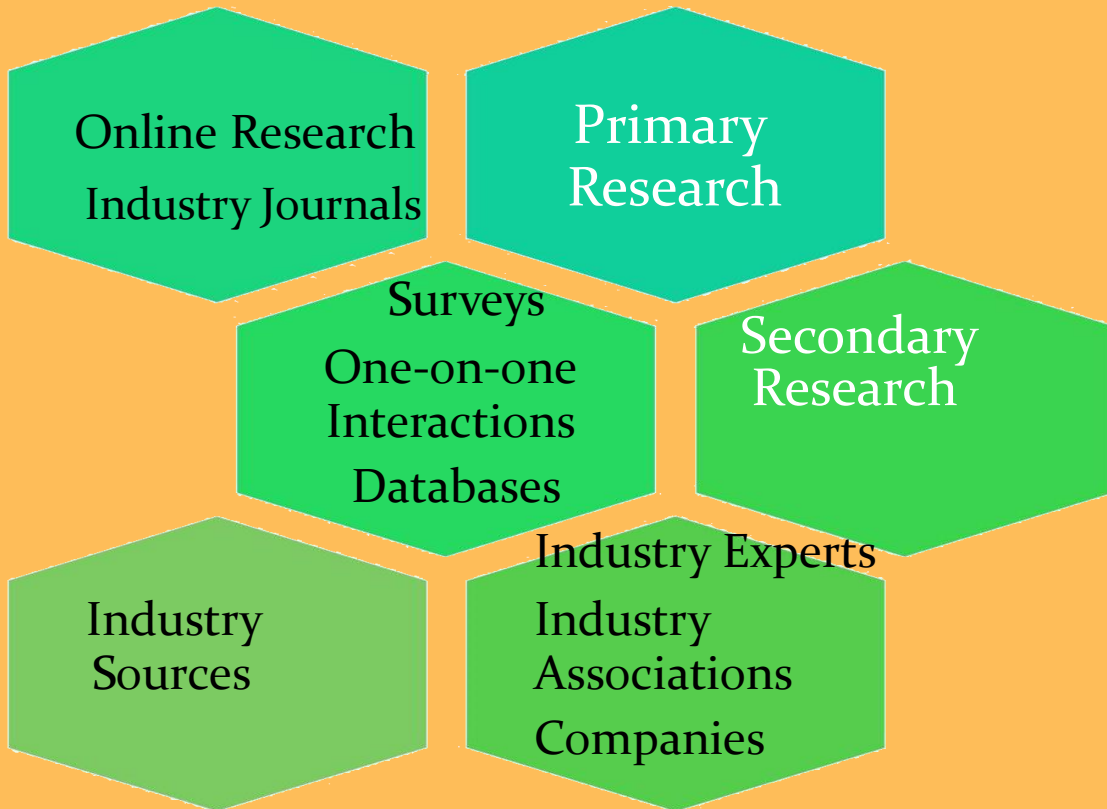 Online Research
Industry Journals
Primary
Research
Surveys
One-on-one
Interactions
Databases
Secondary
Research
Industry
Sources
Industry Experts
Industry
Associations
Companies